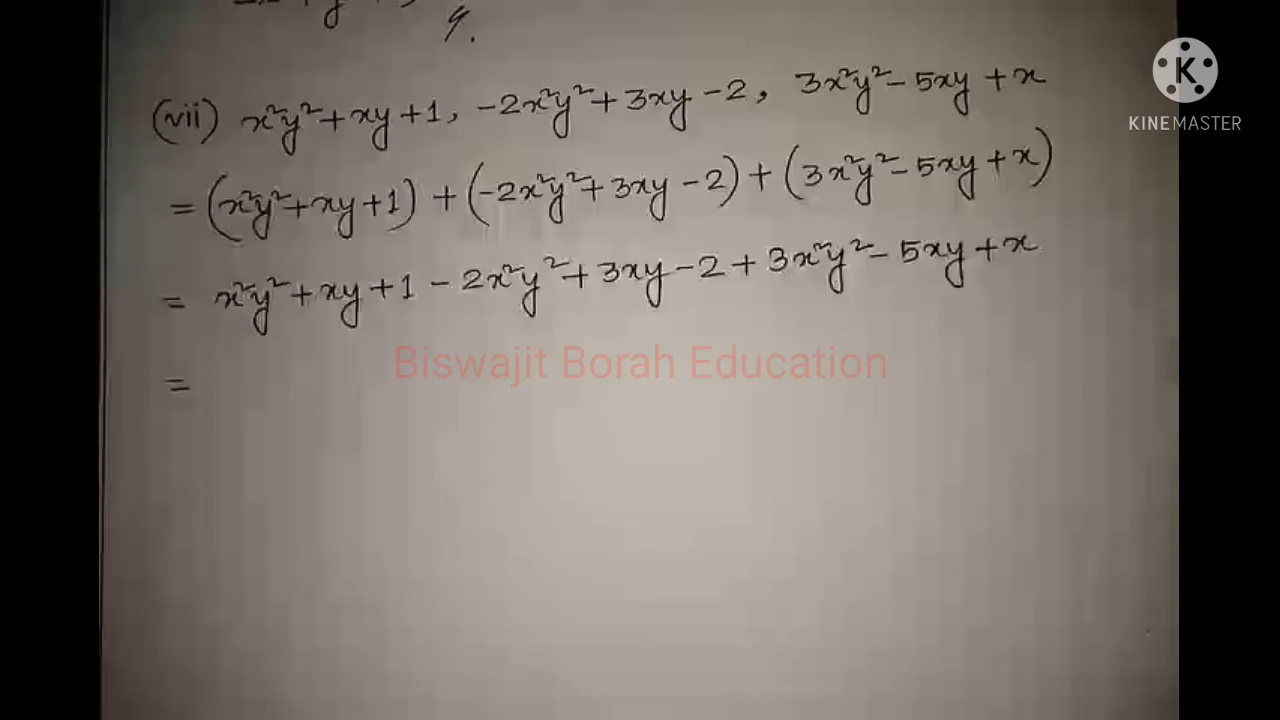 4.
(vii) x²y²+xy+1, -2x²y²+3xy-2, 3x²y²-5xy+x
= (x²y²+xy+1) + (-2x²y²+3xy-2) + (3x²y²-5xy+x)
= x²y²+xy+1-2x²y²+3xy-2+3x²y²-5xy+x
=
Biswajit Borah Education
K
KINEMASTER